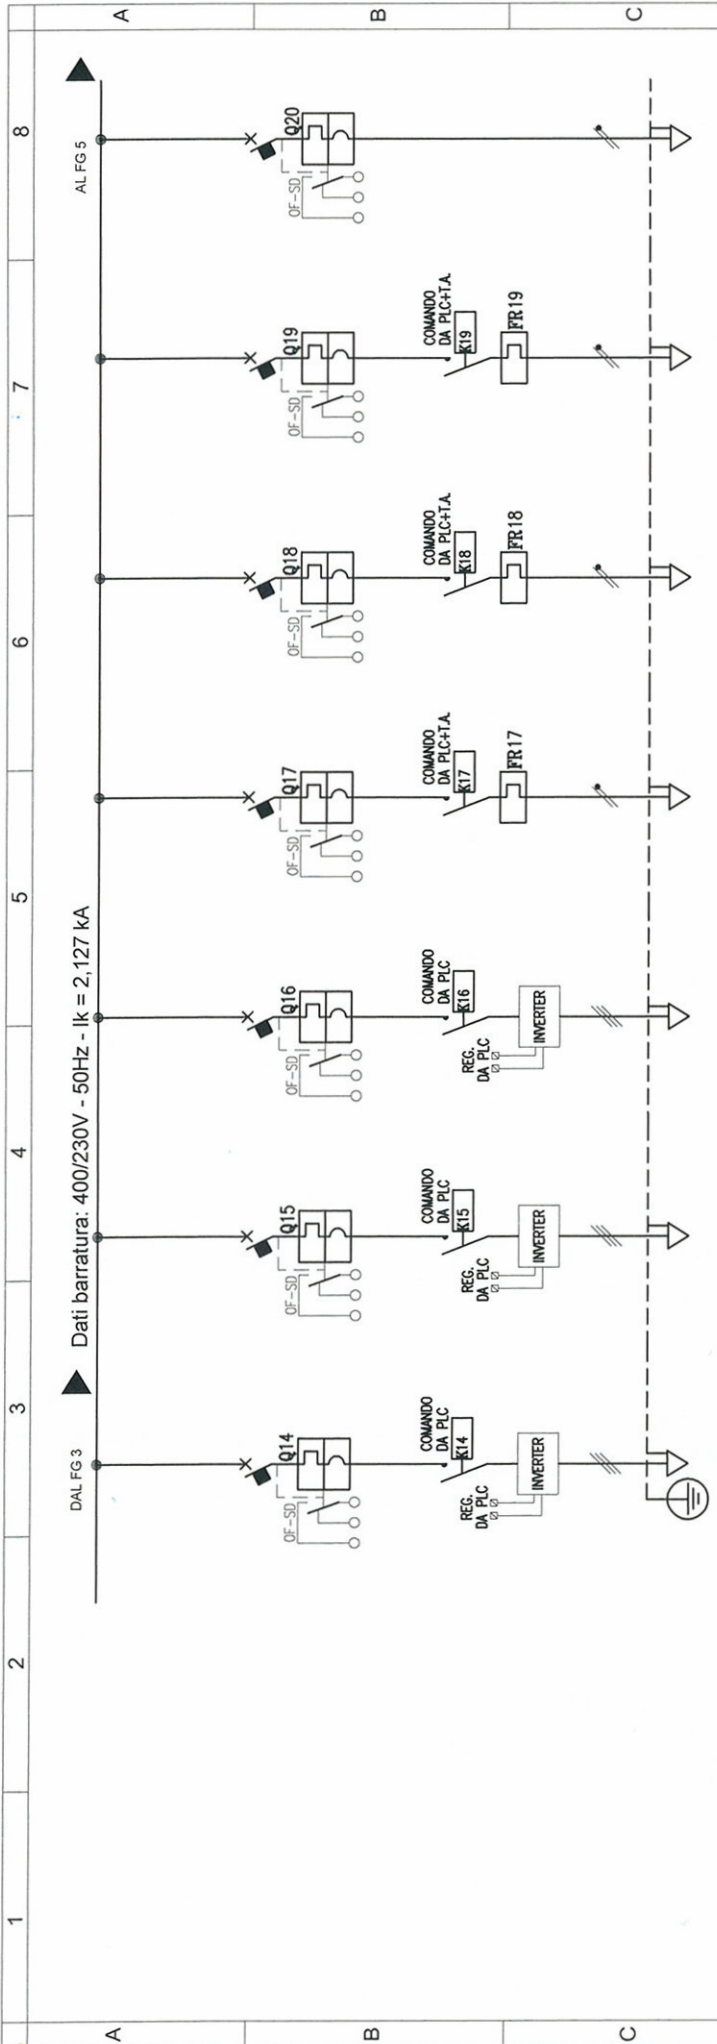 1 2 3 4 5 6 7 8
A
B
C
DAL FG 3
Dati barratura: 400/230V - 50Hz - Ik = 2,127 kA
AL FG 5
A
B
C
Q14
OF-SD
COMANDO
DA PLC
K14
REG.
DA PLC
INVERTER
Q15
OF-SD
COMANDO
DA PLC
K15
REG.
DA PLC
INVERTER
Q16
OF-SD
COMANDO
DA PLC
K16
REG.
DA PLC
INVERTER
Q17
OF-SD
COMANDO
DA PLC+T.A.
K17
FR17
Q18
OF-SD
COMANDO
DA PLC+T.A.
K18
FR18
Q19
OF-SD
COMANDO
DA PLC+T.A.
K19
FR19
Q20
OF-SD